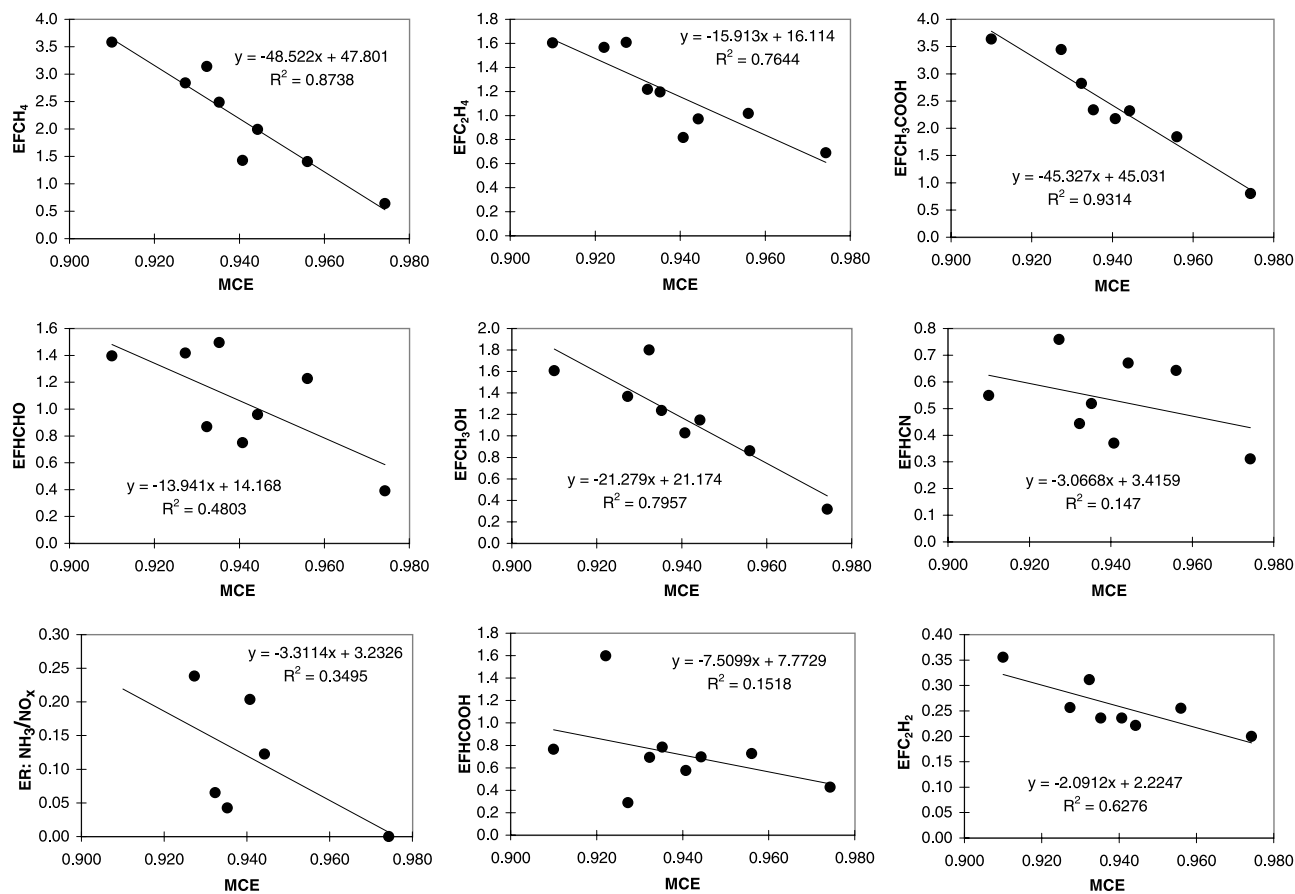 4.0
3.5
3.0
2.5
2.0
1.5
1.0
0.5
0.0
EFCH₄
y = -48.522x + 47.801
R² = 0.8738
0.900 0.920 0.940 0.960 0.980
MCE
1.8
1.6
1.4
1.2
1.0
0.8
0.6
0.4
0.2
0.0
EFC₂H₄
y = -15.913x + 16.114
R² = 0.7644
0.900 0.920 0.940 0.960 0.980
MCE
4.0
3.5
3.0
2.5
2.0
1.5
1.0
0.5
0.0
EFCH₃COOH
y = -45.327x + 45.031
R² = 0.9314
0.900 0.920 0.940 0.960 0.980
MCE
1.6
1.4
1.2
1.0
0.8
0.6
0.4
0.2
0.0
EFHCHO
y = -13.941x + 14.168
R² = 0.4803
0.900 0.920 0.940 0.960 0.980
MCE
2.0
1.8
1.6
1.4
1.2
1.0
0.8
0.6
0.4
0.2
0.0
EFCH₃OH
y = -21.279x + 21.174
R² = 0.7957
0.900 0.920 0.940 0.960 0.980
MCE
0.8
0.7
0.6
0.5
0.4
0.3
0.2
0.1
0.0
EFHCN
y = -3.0668x + 3.4159
R² = 0.147
0.900 0.920 0.940 0.960 0.980
MCE
0.30
0.25
0.20
0.15
0.10
0.05
0.00
ER: NH₃/NOₓ
y = -3.3114x + 3.2326
R² = 0.3495
0.900 0.920 0.940 0.960 0.980
MCE
1.8
1.6
1.4
1.2
1.0
0.8
0.6
0.4
0.2
0.0
EFHCOOH
y = -7.5099x + 7.7729
R² = 0.1518
0.900 0.920 0.940 0.960 0.980
MCE
0.40
0.35
0.30
0.25
0.20
0.15
0.10
0.05
0.00
EFC₂H₂
y = -2.0912x + 2.2247
R² = 0.6276
0.900 0.920 0.940 0.960 0.980
MCE